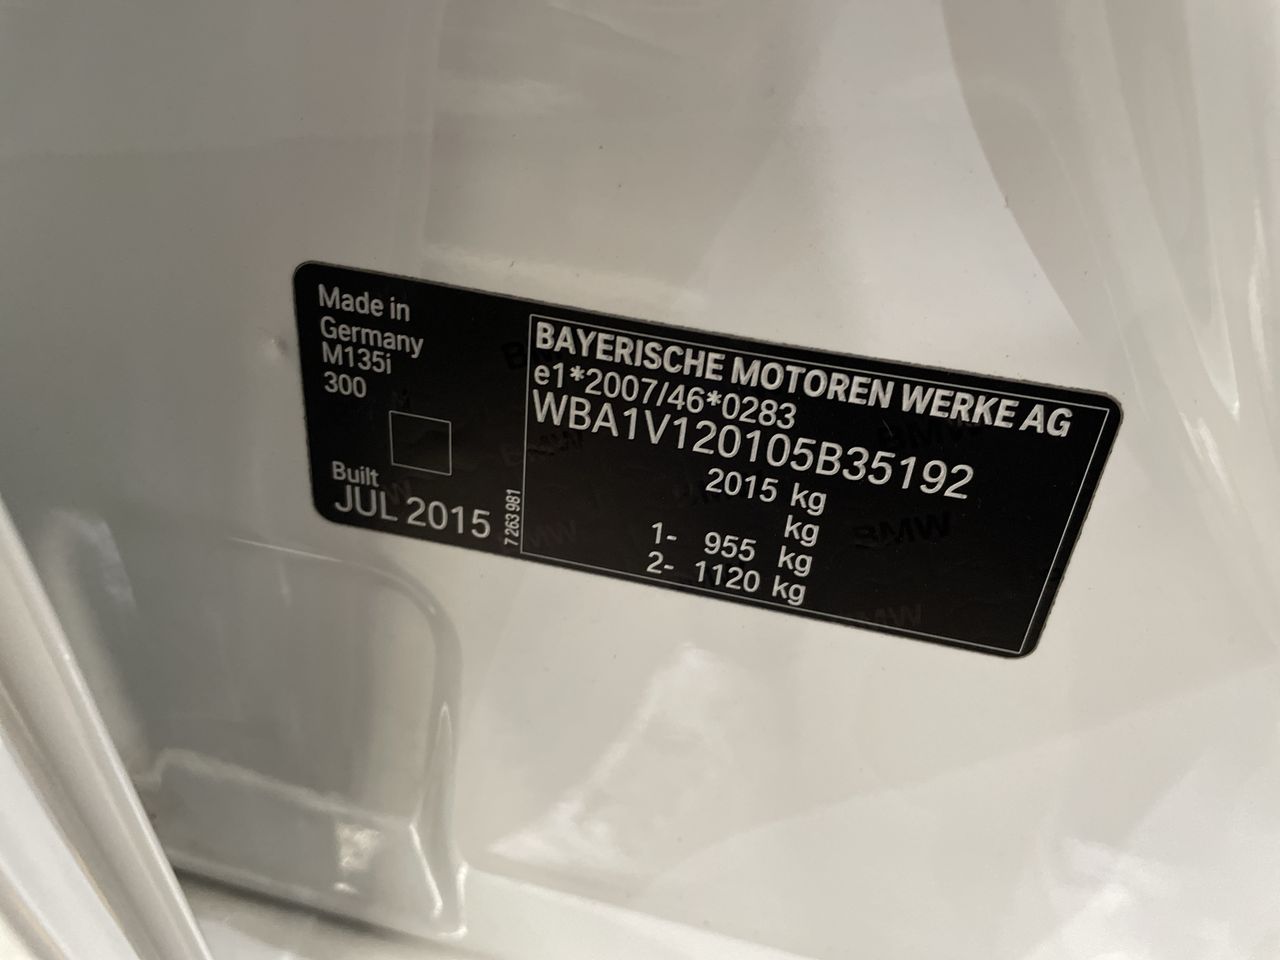 Made in
Germany
M135i
300
Built
JUL 2015
7 263 981
BAYERISCHE MOTOREN WERKE AG
e1*2007/46*0283
WBA1V120105B35192
2015 kg
kg
1- 955 kg
2- 1120 kg